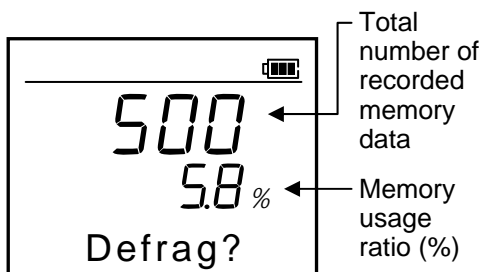 500
5.8 %
Defrag?
Total
number of
recorded
memory
data
Memory
usage
ratio (%)